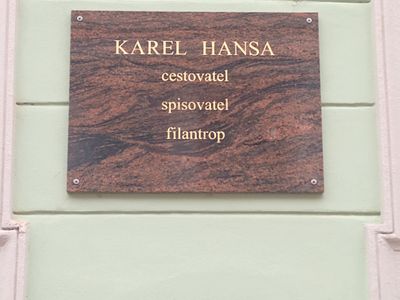 KAREL HANSA
cestovatel
spisovatel
filantrop